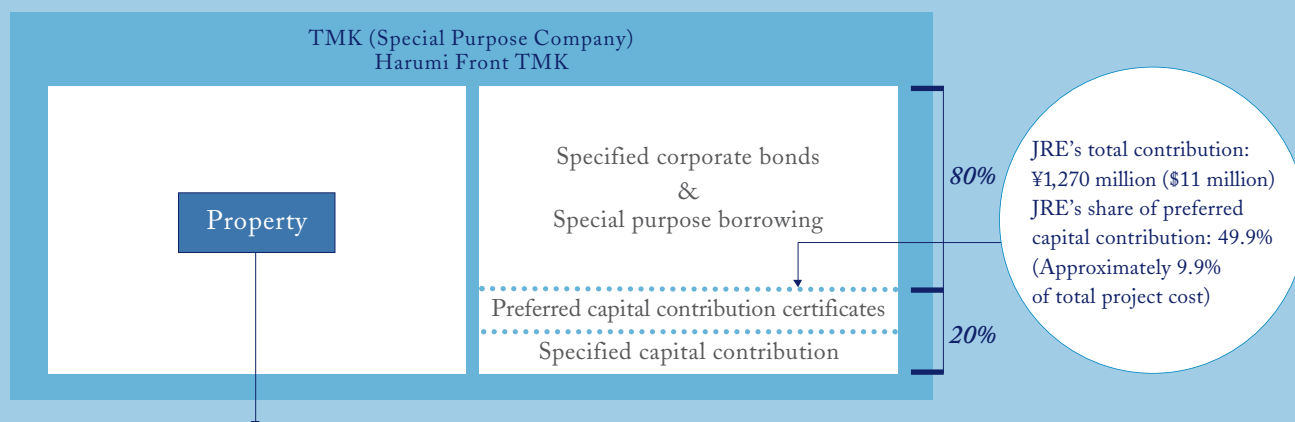 TMK (Special Purpose Company)
Harumi Front TMK
Property
Specified corporate bonds
&
Special purpose borrowing
Preferred capital contribution certificates
Specified capital contribution
80%
20%
JRE’s total contribution:
¥1,270 million ($11 million)
JRE’s share of preferred
capital contribution: 49.9%
(Approximately 9.9%
of total project cost)